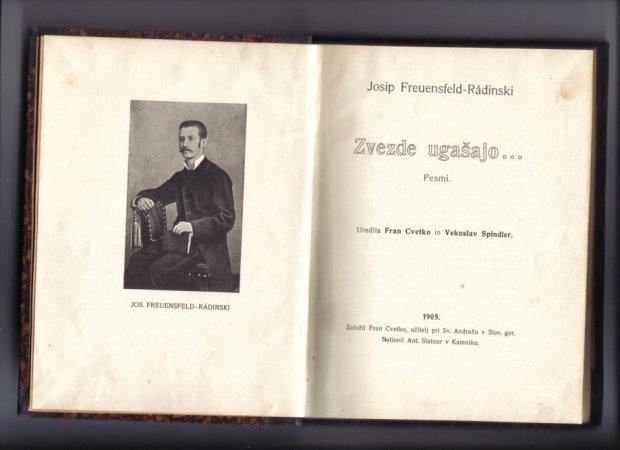 JOS. FREUENSFELD-RÁDINSKI
Josip Freuensfeld-Rádinski
Zvezde ugašajo...
Pesmi.
Uredila Fran Cvetko in Vekoslav Spindler.
1905.
Založil Fran Cvetko, učitelj pri Sv. Andražu v Slov. gor.
Natisnil Ant. Slatnar v Kamniku.